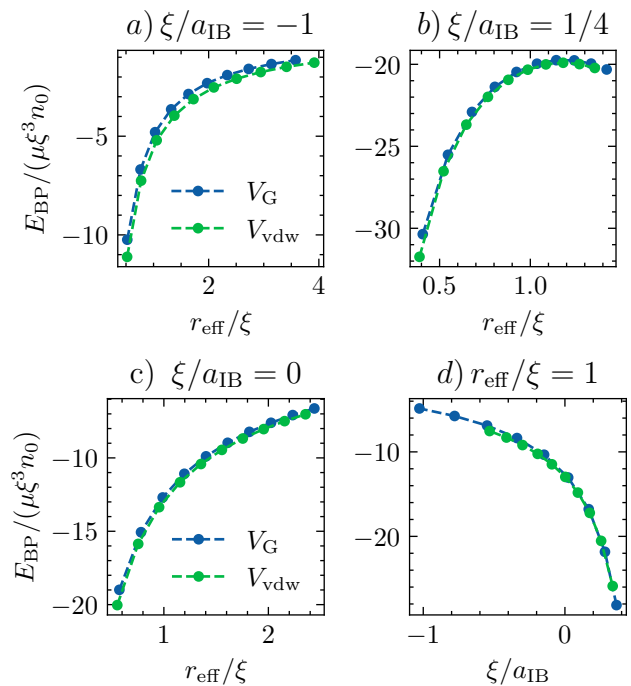 a) ξ/a_IB = −1
b) ξ/a_IB = 1/4
E_BP/(μξ³n₀)
−5
−10
2
4
V_G
V_vdw
r_eff/ξ
−20
−25
−30
0.5
1.0
r_eff/ξ
c) ξ/a_IB = 0
d) r_eff/ξ = 1
E_BP/(μξ³n₀)
−10
−15
−20
1
2
V_G
V_vdw
r_eff/ξ
−10
−20
−1
0
ξ/a_IB